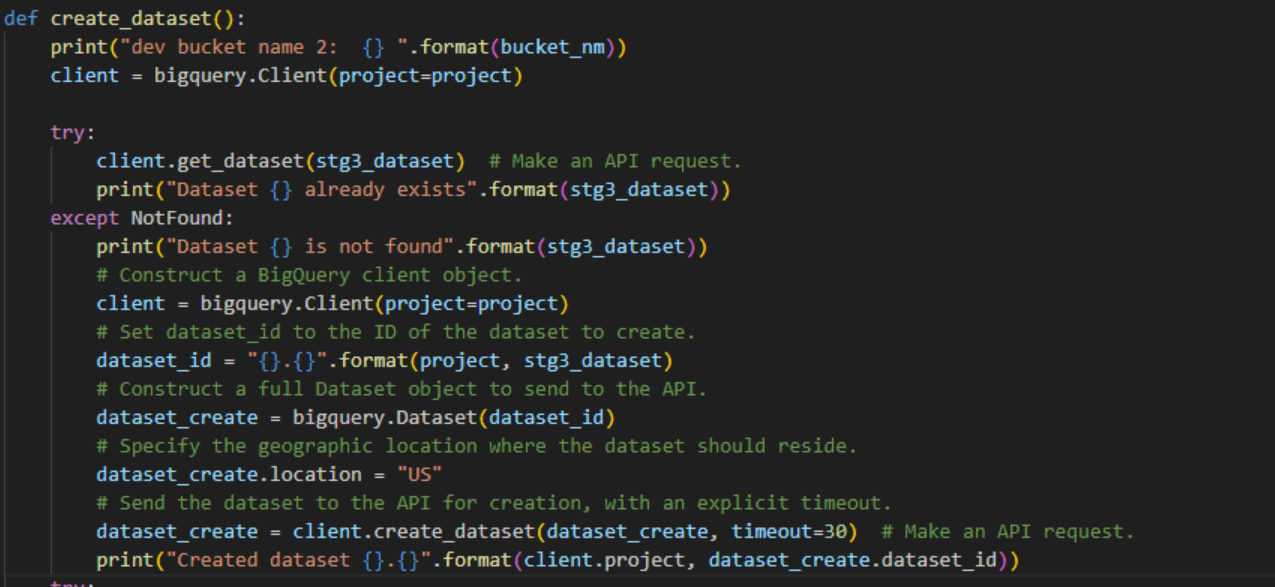 def create_dataset():
    print("dev bucket name 2:  {} ".format(bucket_nm))
    client = bigquery.Client(project=project)

    try:
        client.get_dataset(stg3_dataset)  # Make an API request.
        print("Dataset {} already exists".format(stg3_dataset))
    except NotFound:
        print("Dataset {} is not found".format(stg3_dataset))
        # Construct a BigQuery client object.
        client = bigquery.Client(project=project)
        # Set dataset_id to the ID of the dataset to create.
        dataset_id = "{}.{}".format(project, stg3_dataset)
        # Construct a full Dataset object to send to the API.
        dataset_create = bigquery.Dataset(dataset_id)
        # Specify the geographic location where the dataset should reside.
        dataset_create.location = "US"
        # Send the dataset to the API for creation, with an explicit timeout.
        dataset_create = client.create_dataset(dataset_create, timeout=30)  # Make an API request.
        print("Created dataset {}.{}".format(client.project, dataset_create.dataset_id))
    try: